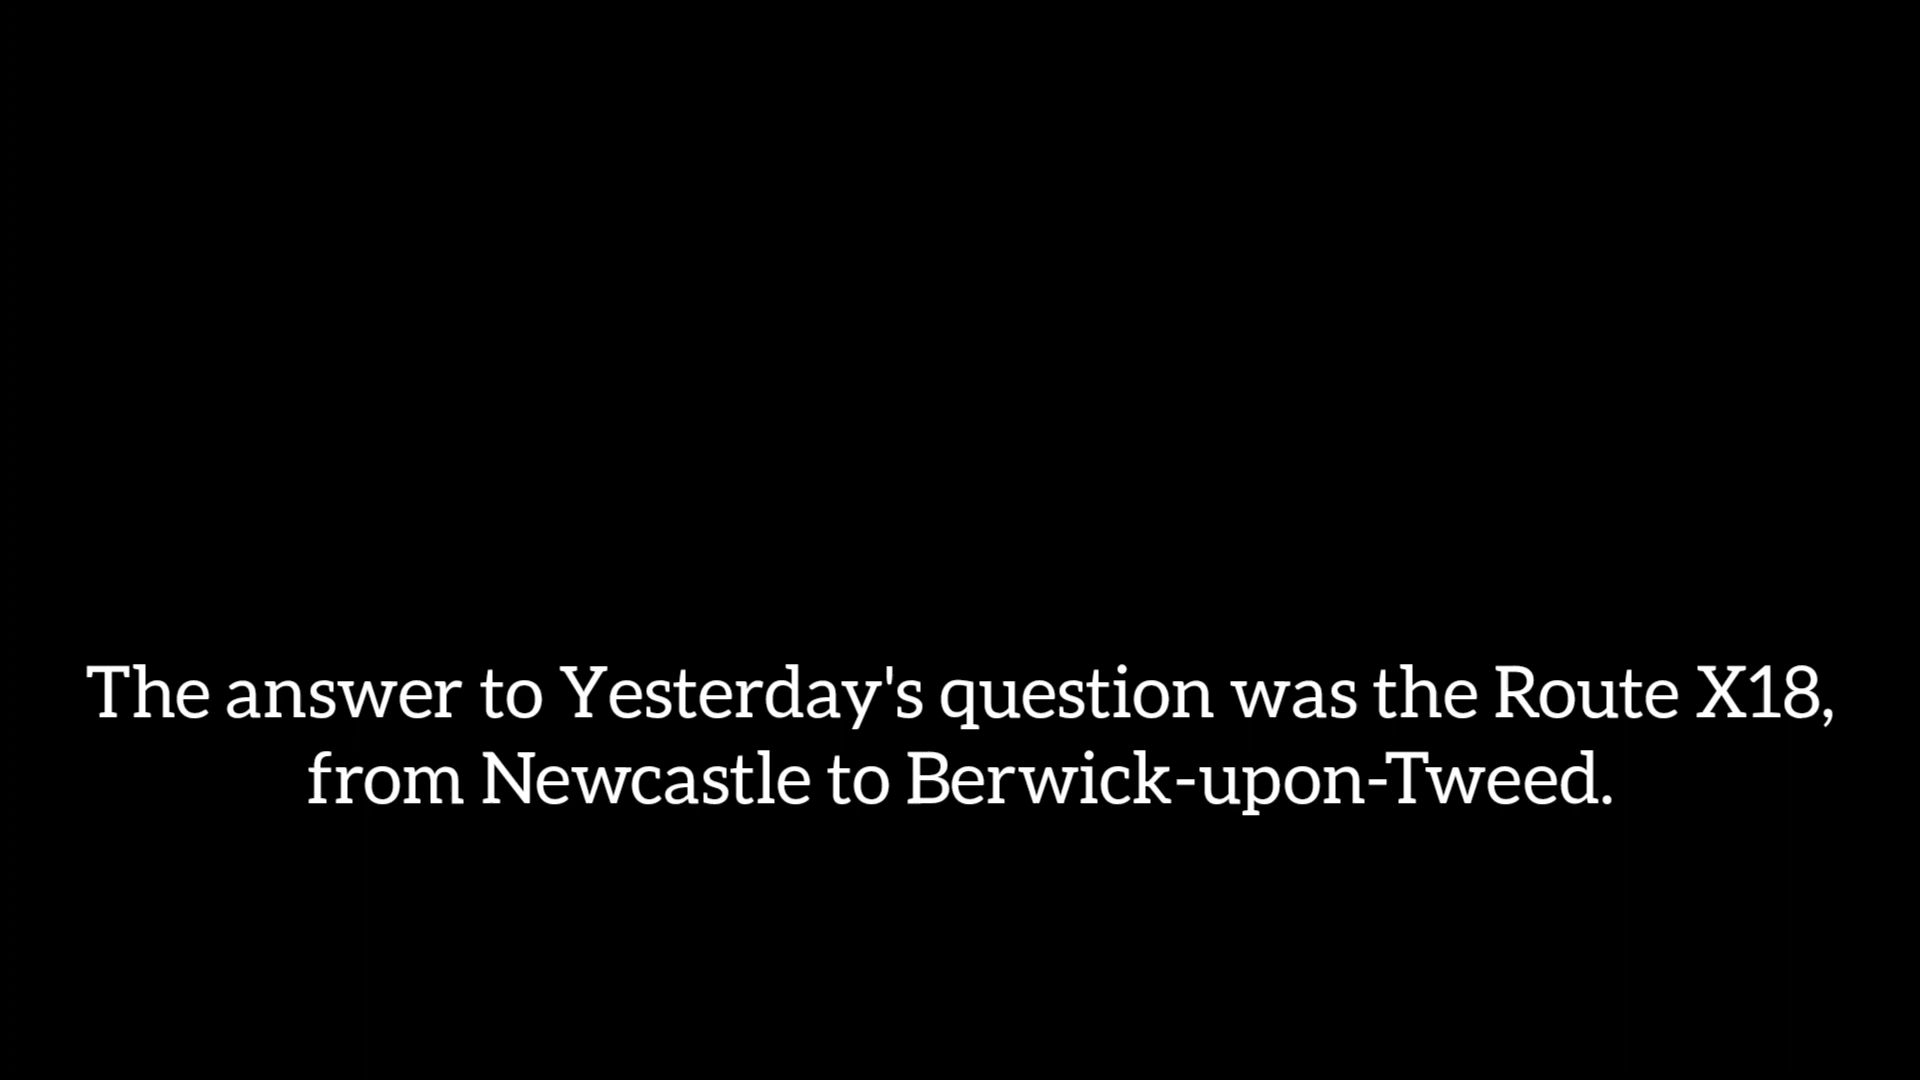 The answer to Yesterday's question was the Route X18,
from Newcastle to Berwick-upon-Tweed.